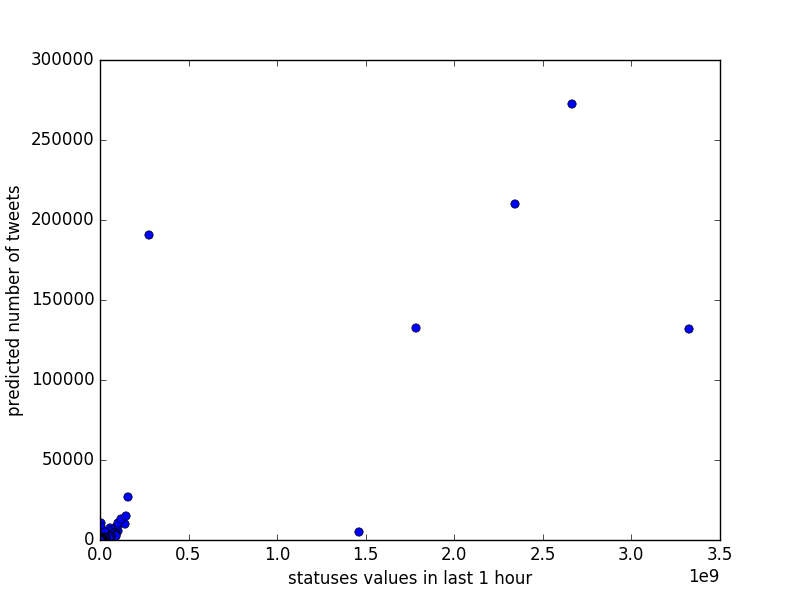 300000
250000
200000
150000
100000
50000
0
predicted number of tweets
0.0 0.5 1.0 1.5 2.0 2.5 3.0 3.5
1e9
statuses values in last 1 hour